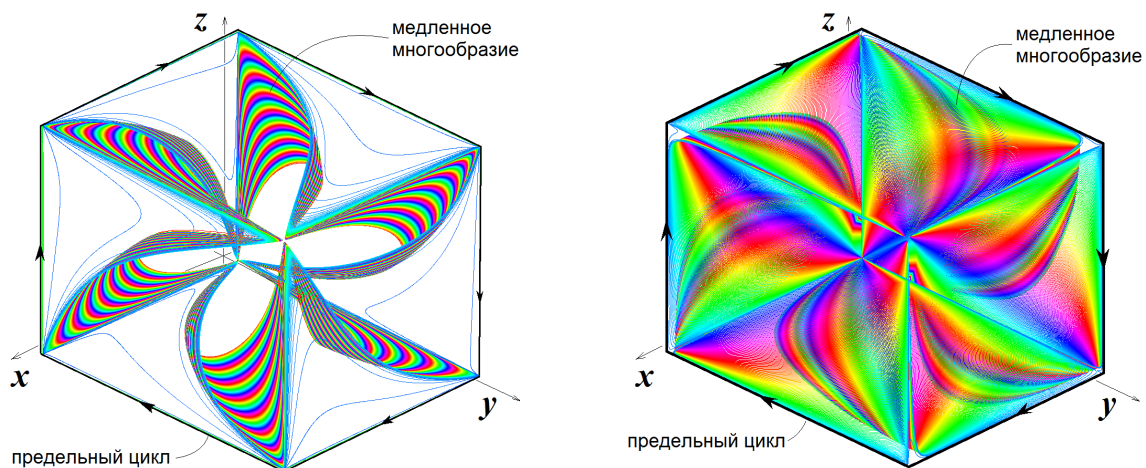 z
медленное
многообразие
x
y
предельный цикл
z
медленное
многообразие
x
y
предельный цикл